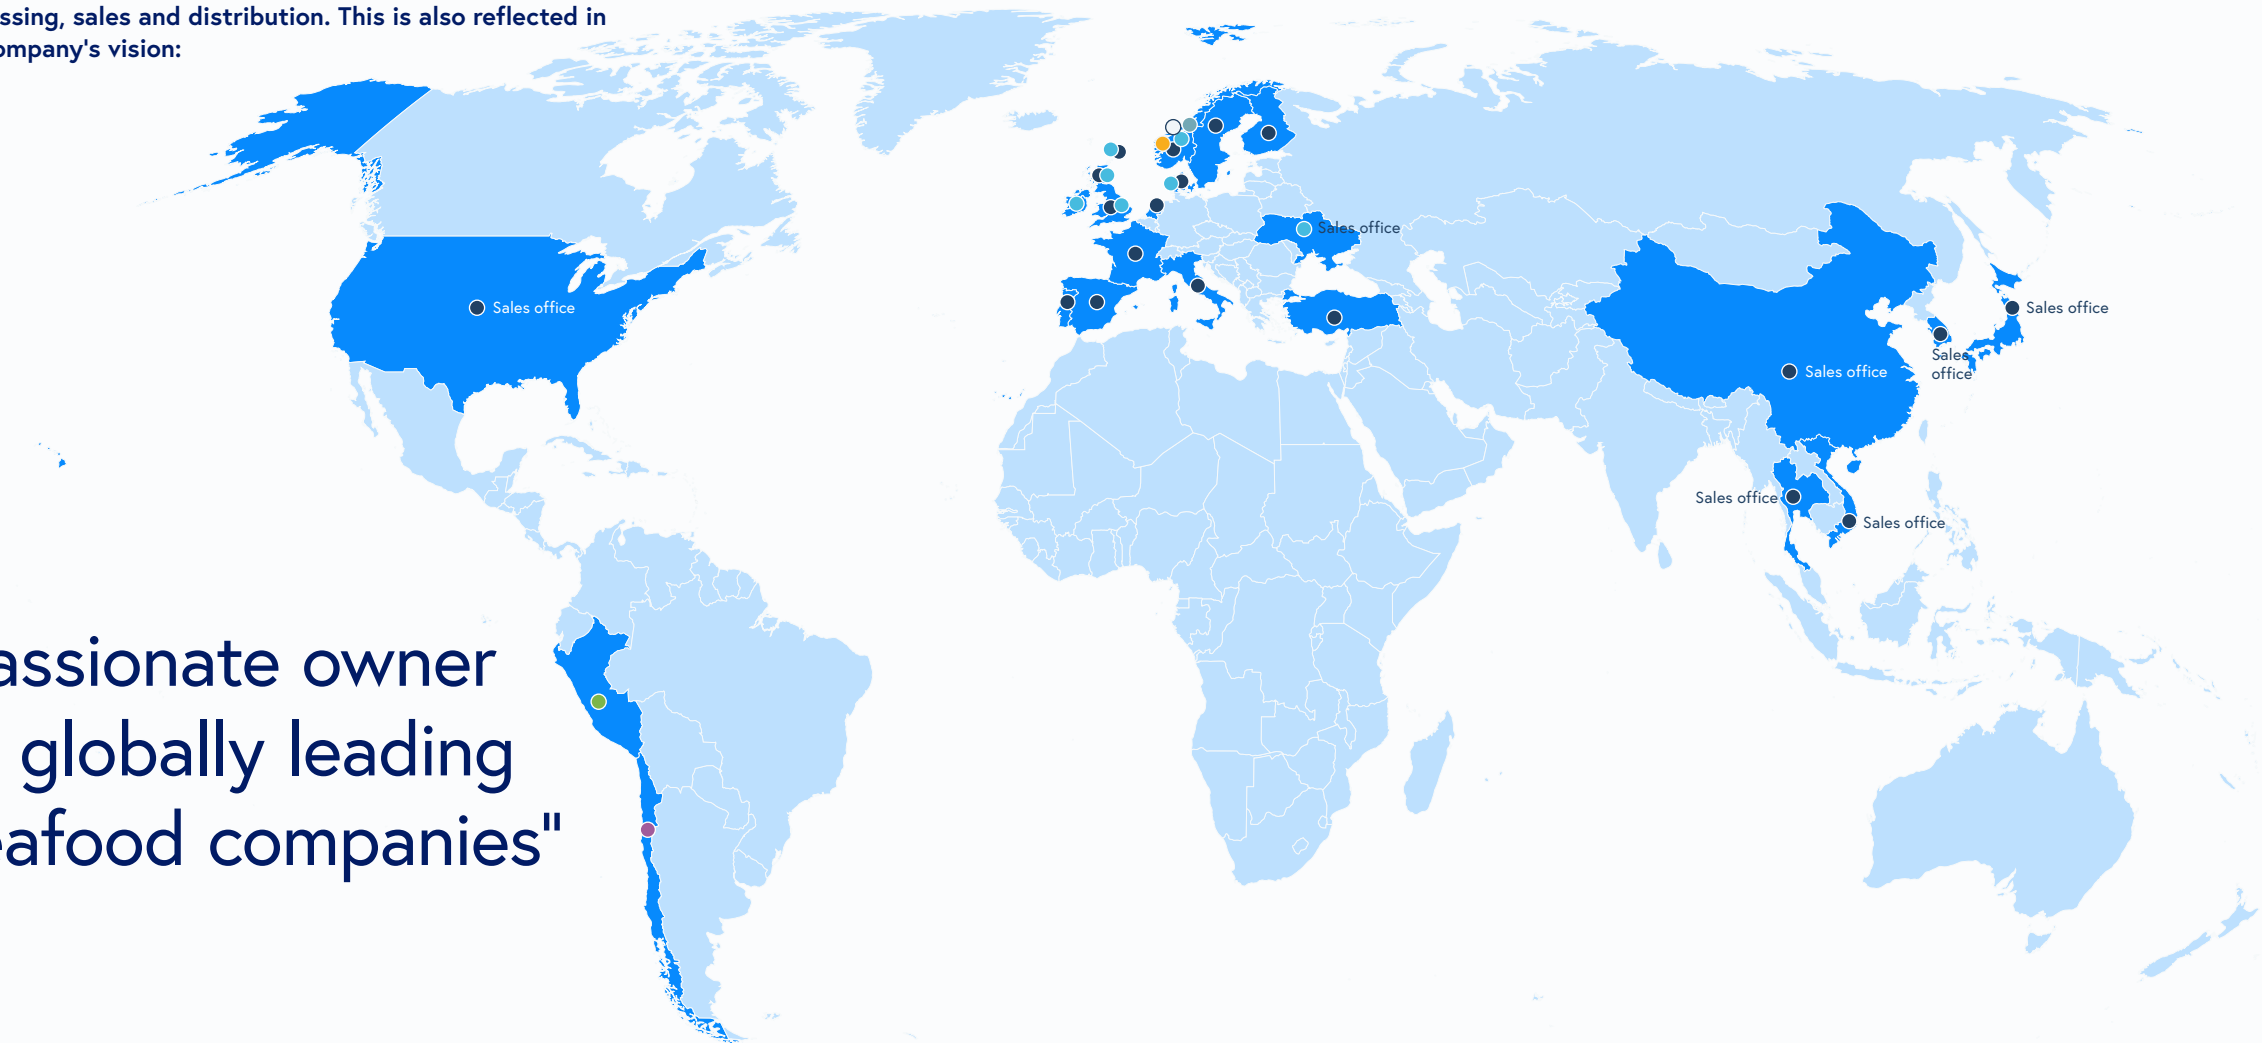 ssing, sales and distribution. This is also reflected in
ompany's vision:
Sales office
Sales office
Sales office
Sales office
Sales
office
Sales office
Sales office
assionate owner
globally leading
eafood companies"